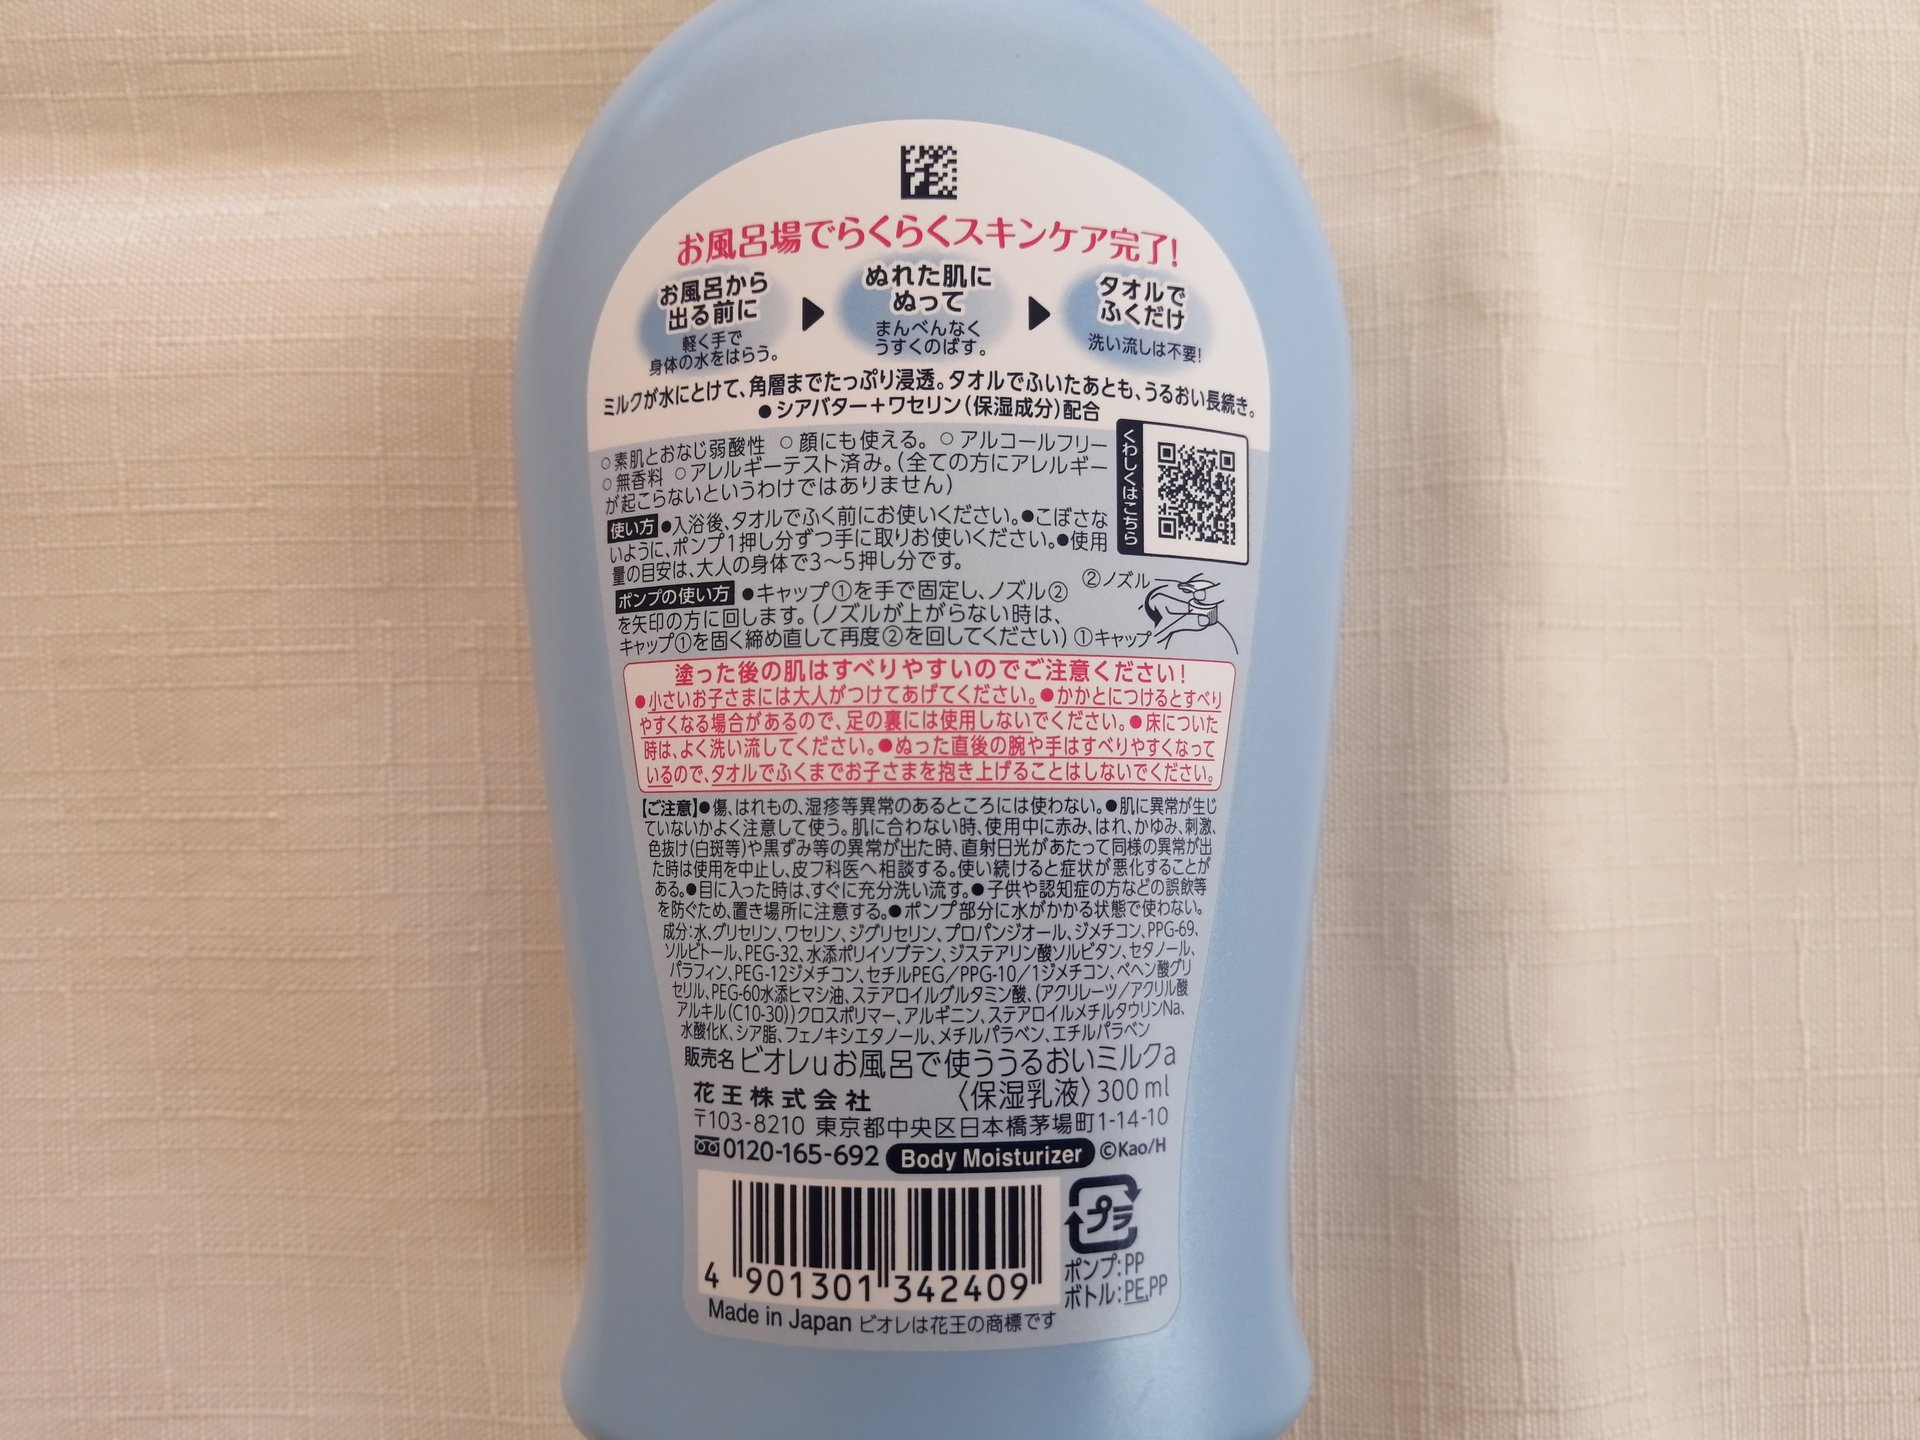 お風呂場でらくらくスキンケア完了!
お風呂から
出る前に
軽く手で
身体の水をはらう。
ぬれた肌に
ぬって
まんべんなく
うすくのばす。
タオルで
ふくだけ
洗い流しは不要!
ミルクが水にとけて、角層までたっぷり浸透。タオルでふいたあとも、うるおい長続き。
●シアバター+ワセリン(保湿成分)配合
○素肌とおなじ弱酸性 ○顔にも使える。 ○アルコールフリー
○無香料 ○アレルギーテスト済み。(全ての方にアレルギー
が起こらないというわけではありません)
くわしくはこちら
使い方 ●入浴後、タオルでふく前にお使いください。●こぼさな
いように、ポンプ1押し分ずつ手に取りお使いください。●使用
量の目安は、大人の身体で3〜5押し分です。
ポンプの使い方 ●キャップ①を手で固定し、ノズル②
を矢印の方に回します。(ノズルが上がらない時は、
キャップ①を固く締め直して再度②を回してください)
②ノズル
①キャップ
塗った後の肌はすべりやすいのでご注意ください!
●小さいお子さまには大人がつけてあげてください。●かかとにつけるとすべり
やすくなる場合があるので、足の裏には使用しないでください。●床についた
時は、よく洗い流してください。●ぬった直後の腕や手はすべりやすくなって
いるので、タオルでふくまでお子さまを抱き上げることはしないでください。
【ご注意】●傷、はれもの、湿疹等異常のあるところには使わない。●肌に異常が生じ
ていないかよく注意して使う。肌に合わない時、使用中に赤み、はれ、かゆみ、刺激、
色抜け(白斑等)や黒ずみ等の異常が出た時、直射日光があたって同様の異常が出
た時は使用を中止し、皮フ科医へ相談する。使い続けると症状が悪化することが
ある。●目に入った時は、すぐに充分洗い流す。●子供や認知症の方などの誤飲等
を防ぐため、置き場所に注意する。●ポンプ部分に水がかかる状態で使わない。
成分:水、グリセリン、ワセリン、ジグリセリン、プロパンジオール、ジメチコン、PPG-69、
ソルビトール、PEG-32、水添ポリイソブテン、ジステアリン酸ソルビタン、セタノール、
パラフィン、PEG-12ジメチコン、セチルPEG/PPG-10/1ジメチコン、ベヘン酸グリ
セリル、PEG-60水添ヒマシ油、ステアロイルグルタミン酸、(アクリレーツ/アクリル酸
アルキル(C10-30))クロスポリマー、アルギニン、ステアロイルメチルタウリンNa、
水酸化K、シア脂、フェノキシエタノール、メチルパラベン、エチルパラベン
販売名 ビオレuお風呂で使ううるおいミルクa
花王株式会社 〈保湿乳液〉300ml
〒103-8210 東京都中央区日本橋茅場町1-14-10
0120-165-692 Body Moisturizer ©Kao/H
4 901301 342409
プラ
ポンプ:PP
ボトル:PE,PP
Made in Japan ビオレは花王の商標です